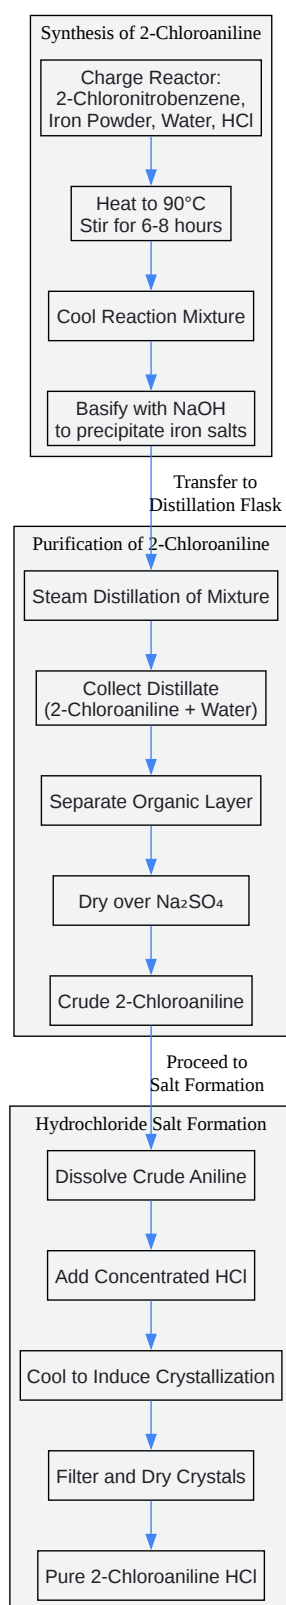 Synthesis of 2-Chloroaniline
Charge Reactor:
2-Chloronitrobenzene,
Iron Powder, Water, HCl
Heat to 90°C
Stir for 6-8 hours
Cool Reaction Mixture
Basify with NaOH
to precipitate iron salts
Transfer to
Distillation Flask
Purification of 2-Chloroaniline
Steam Distillation of Mixture
Collect Distillate
(2-Chloroaniline + Water)
Separate Organic Layer
Dry over Na₂SO₄
Crude 2-Chloroaniline
Proceed to
Salt Formation
Hydrochloride Salt Formation
Dissolve Crude Aniline
Add Concentrated HCl
Cool to Induce Crystallization
Filter and Dry Crystals
Pure 2-Chloroaniline HCl